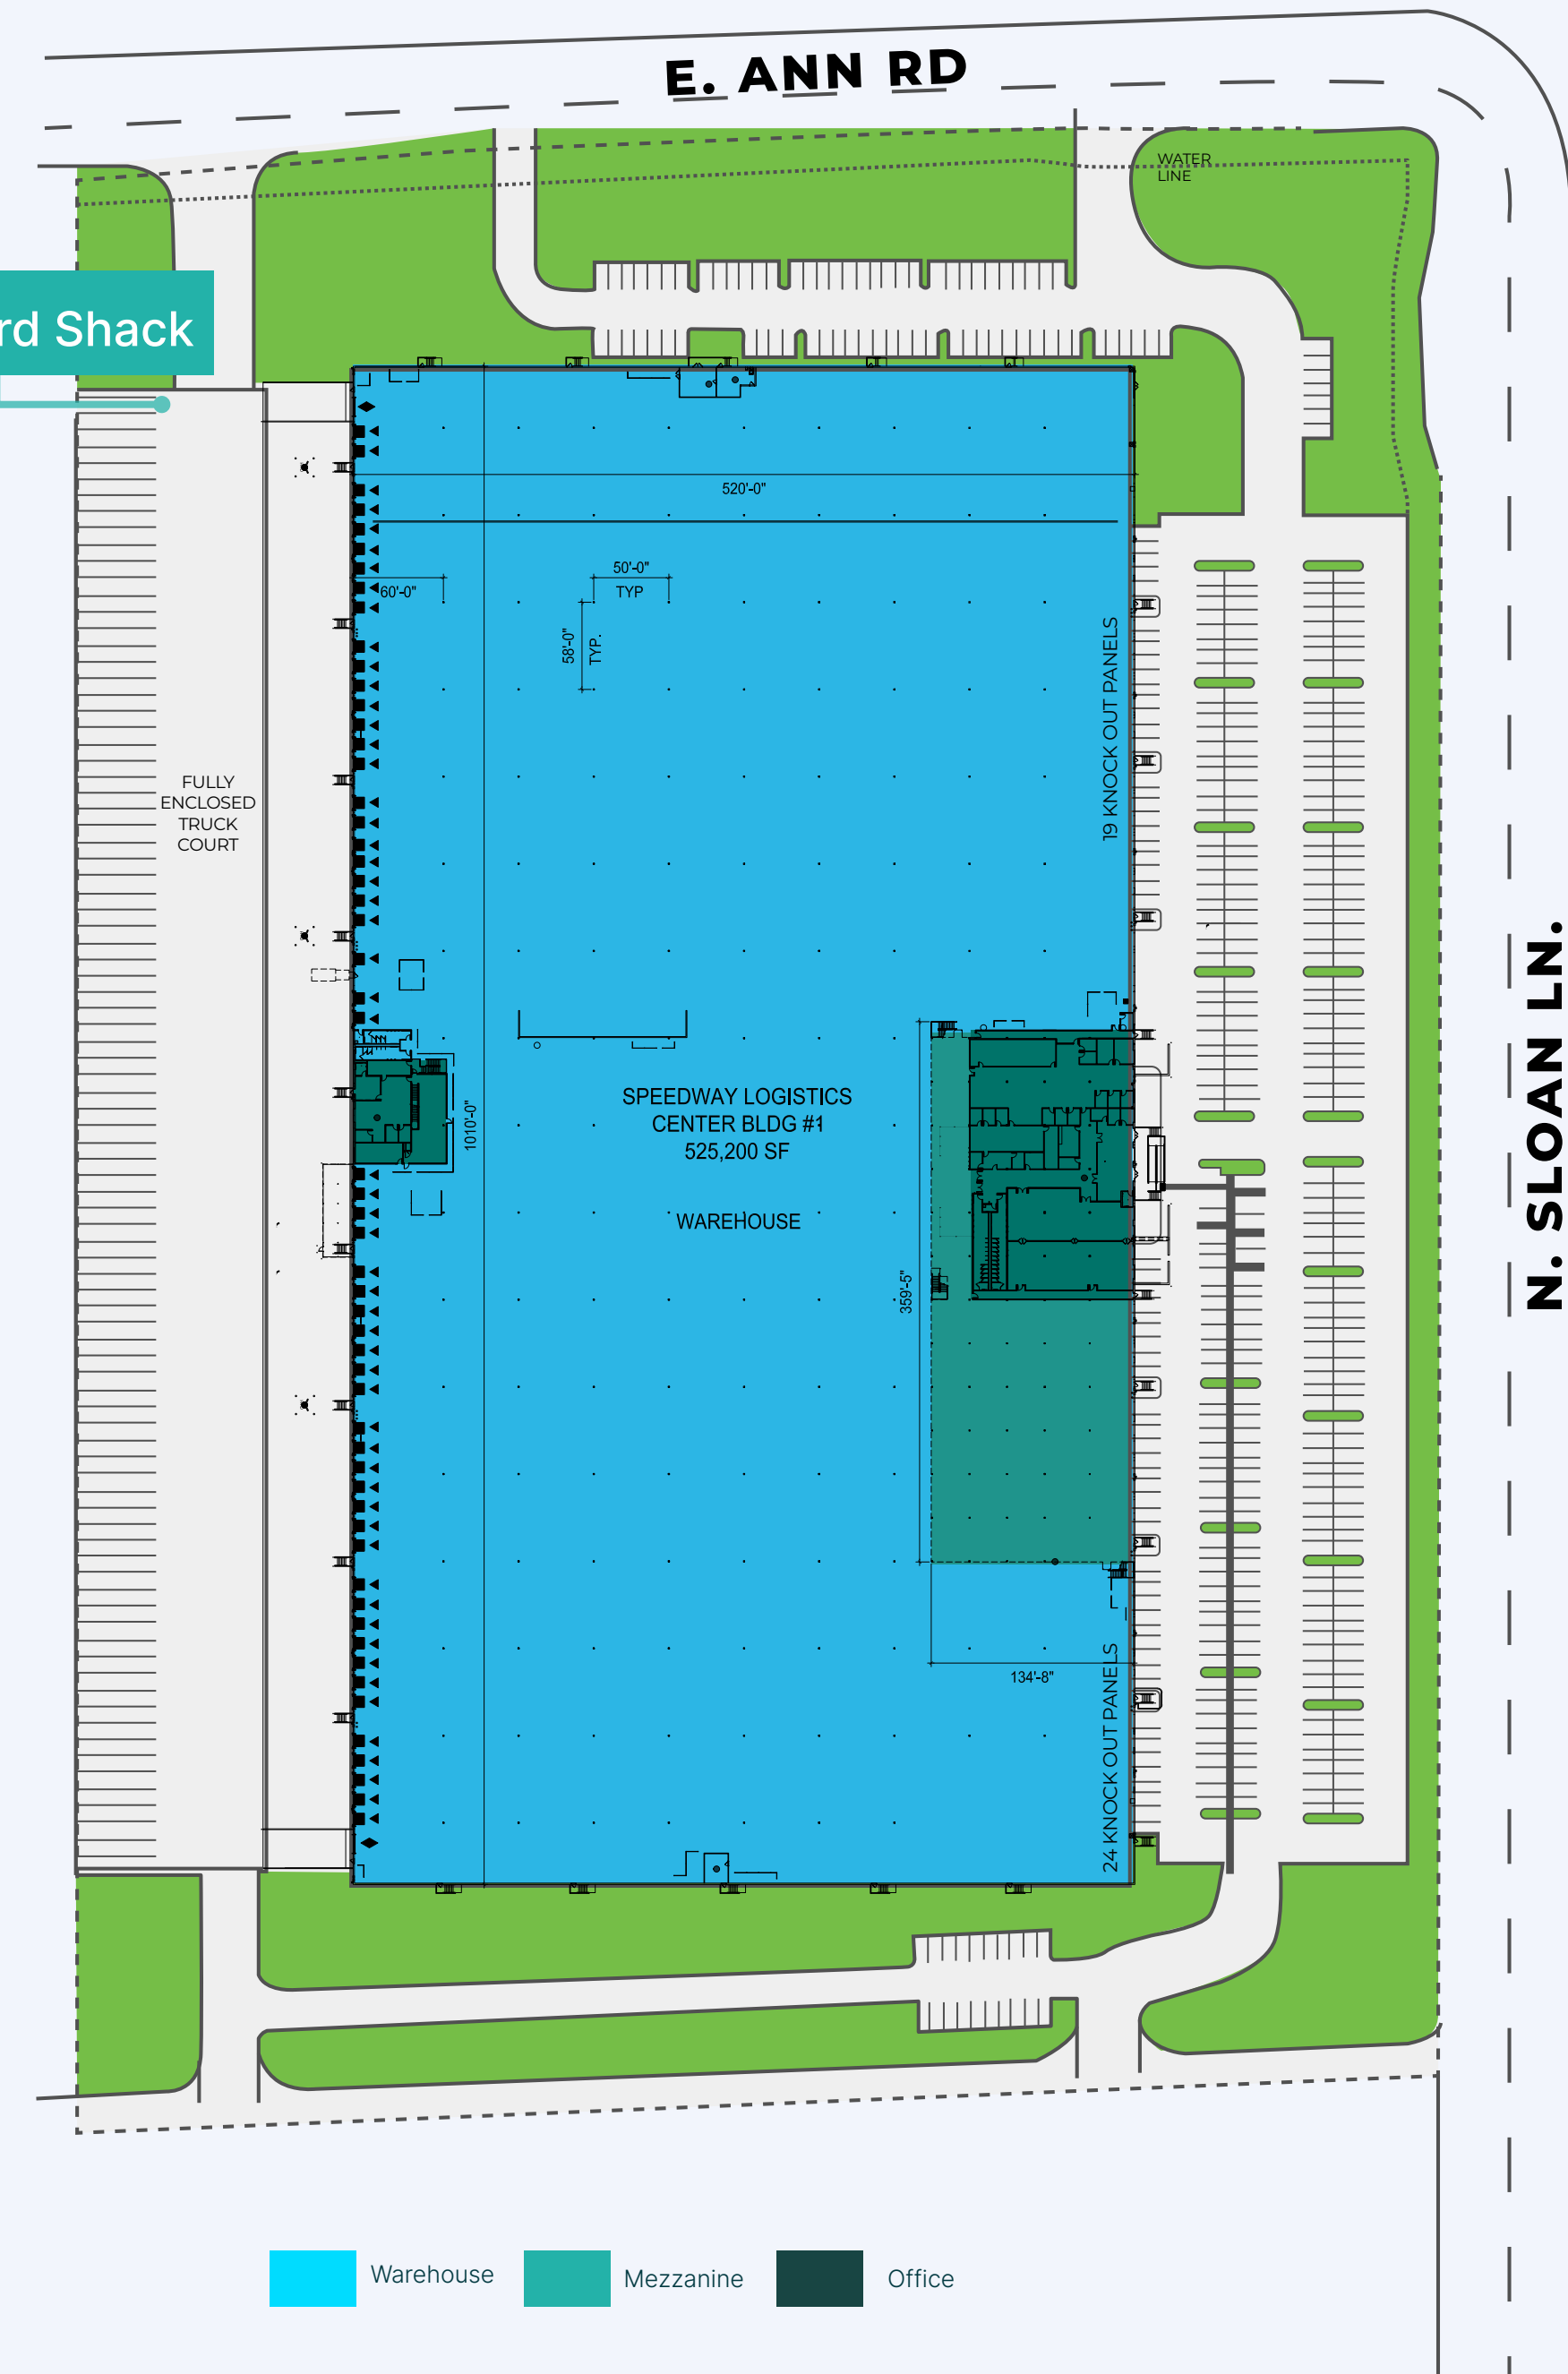 E. ANN RD
WATER
LINE
rd Shack
520'-0"
50'-0"
TYP
60'-0"
58'-0"
TYP.
19 KNOCK OUT PANELS
FULLY
ENCLOSED
TRUCK
COURT
N. SLOAN LN.
SPEEDWAY LOGISTICS
CENTER BLDG #1
525,200 SF
1010'-0"
WAREHOUSE
359'-5"
134'-8"
24 KNOCK OUT PANELS
Warehouse
Mezzanine
Office